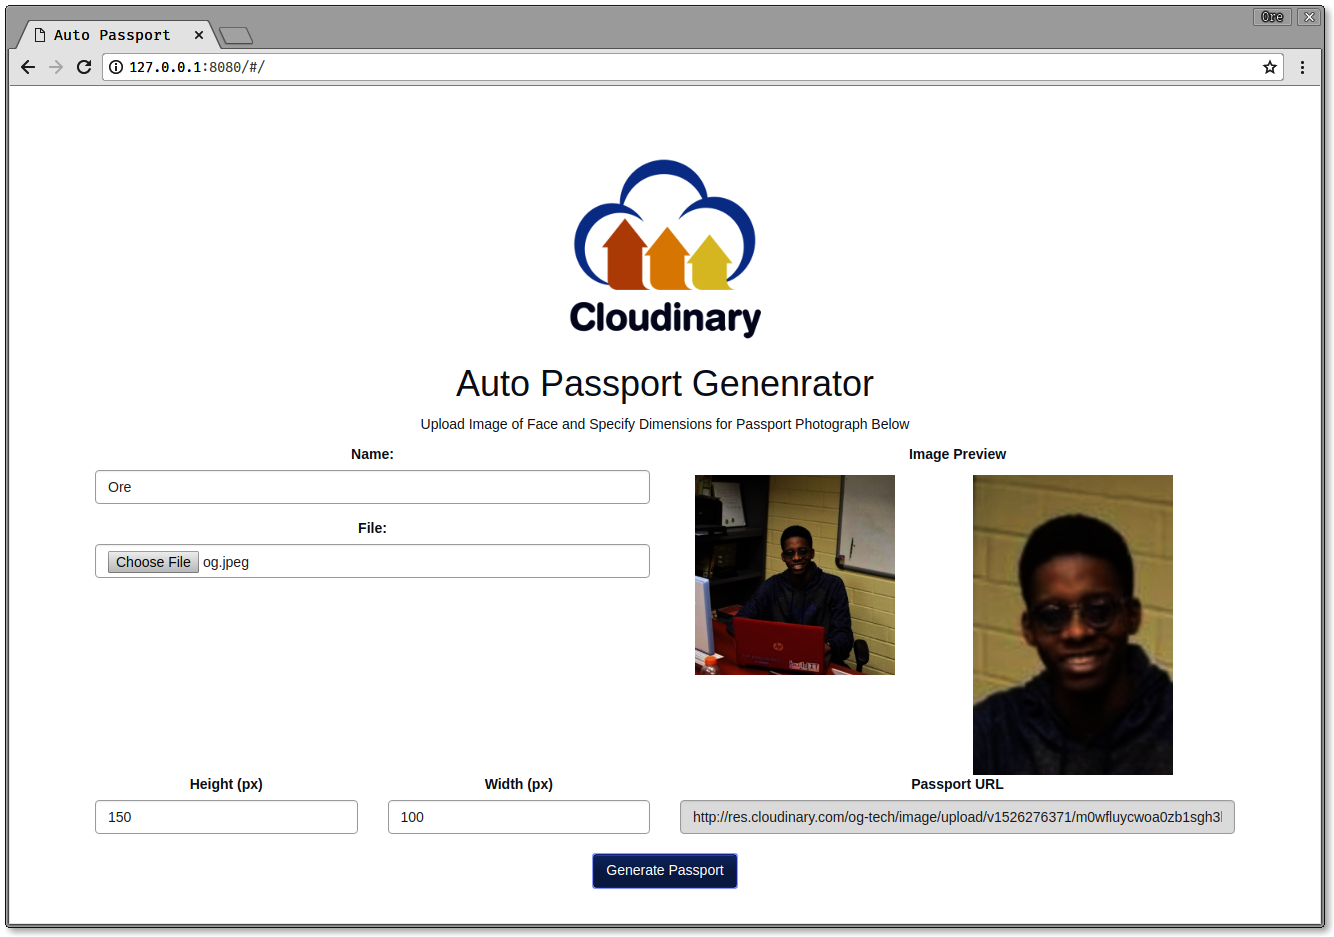 Ore
Auto Passport
127.0.0.1:8080/#/
Cloudinary
Auto Passport Genenrator
Upload Image of Face and Specify Dimensions for Passport Photograph Below
Name:
Image Preview
Ore
File:
Choose File og.jpeg
hp
Height (px)
Width (px)
Passport URL
150
100
http://res.cloudinary.com/og-tech/image/upload/v1526276371/m0wfluycwoa0zb1sgh3
Generate Passport